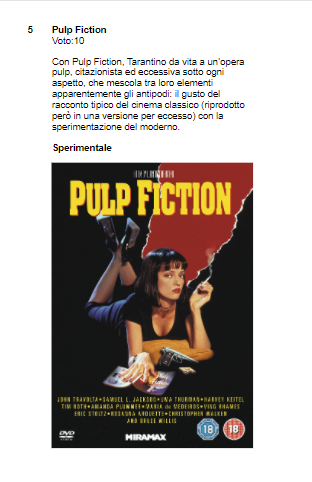 5 Pulp Fiction
Voto:10
Con Pulp Fiction, Tarantino da vita a un'opera
pulp, citazionista ed eccessiva sotto ogni
aspetto, che mescola tra loro elementi
apparentemente gli antipodi: il gusto del
racconto tipico del cinema classico (riprodotto
però in una versione per eccesso) con la
sperimentazione del moderno.
Sperimentale
PULP FICTION
JOHN TRAVOLTA•SAMUEL L. JACKSON•UMA THURMAN•HARVEY KEITEL
TIM ROTH•AMANDA PLUMMER•MARIA de MEDEIROS•VING RHAMES
ERIC STOLTZ•ROSANNA ARQUETTE•CHRISTOPHER WALKEN
AND BRUCE WILLIS
DVD
MIRAMAX
18
18